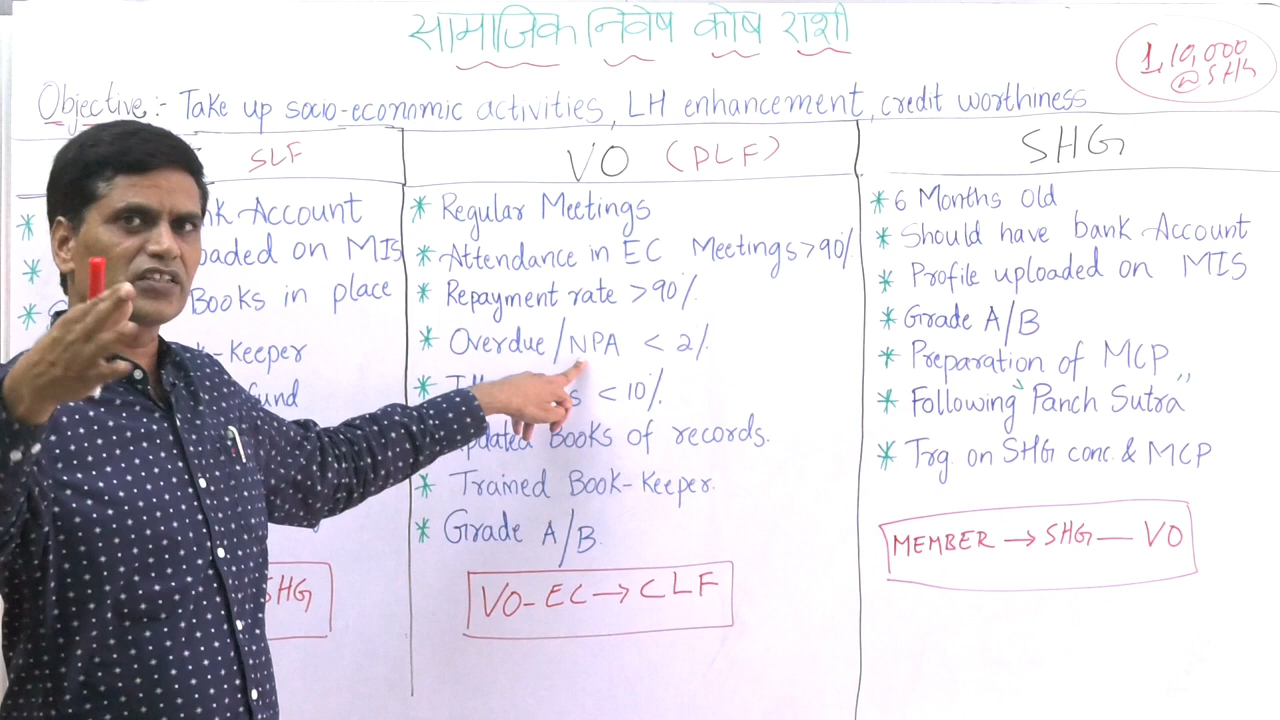 सामाजिक निवेष कोष राशी
1,10,000
@SHG
Objective:- Take up socio-economic activities, LH enhancement, credit worthiness
SLF
Account
on MIS
Books in place
Keeper
SHG
VO (PLF)
* Regular Meetings
* Attendance in EC Meetings >90%
* Repayment rate >90%
* Overdue/NPA < 2%
* < 10%
Updated Books of records.
* Trained Book-Keeper.
* Grade A/B
VO-EC → CLF
SHG
* 6 Months old
* Should have bank Account
* Profile uploaded on MIS
* Grade A/B
* Preparation of MCP,,
* Following Panch Sutra
* Trg. on SHG conc. & MCP
MEMBER → SHG — VO